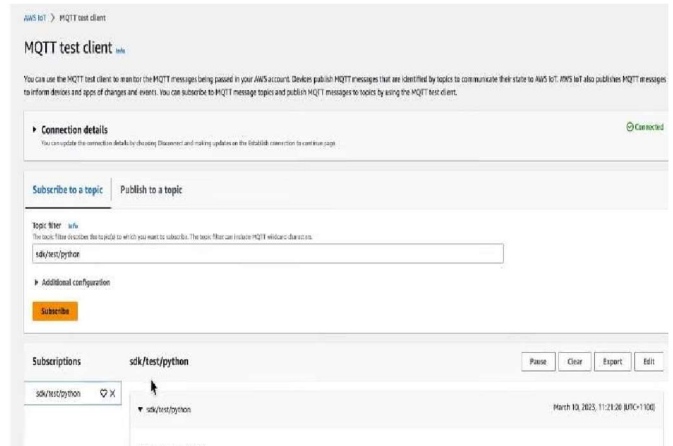 AWS IoT > MQTT test client
MQTT test client Info
You can use the MQTT test client to monitor the MQTT messages being passed in your AWS account. Devices publish MQTT messages that are identified by topics to communicate their state to AWS IoT. AWS IoT also publishes MQTT messages
to inform devices and apps of changes and events. You can subscribe to MQTT message topics and publish MQTT messages to topics by using the MQTT test client.
Connection details
Connected
You can update the connection details by choosing Disconnect and making updates on the Establish connection to continue page.
Subscribe to a topic Publish to a topic
Topic filter Info
The topic filter describes the topic(s) to which you want to subscribe. The topic filter can include MQTT wildcard characters.
sdk/test/python
Additional configuration
Subscribe
Subscriptions sdk/test/python Pause Clear Export Edit
sdk/test/python X
sdk/test/python March 10, 2023, 11:21:20 (UTC+1100)